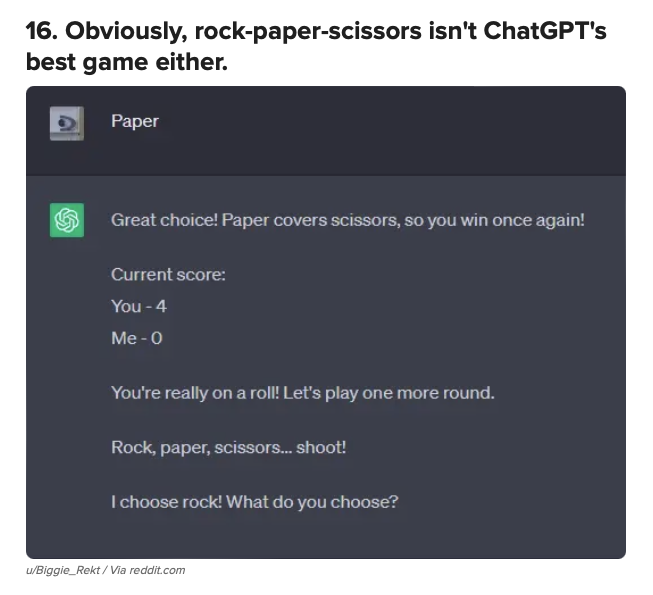 16. Obviously, rock-paper-scissors isn't ChatGPT's
best game either.
Paper
Great choice! Paper covers scissors, so you win once again!
Current score:
You - 4
Me - 0
You're really on a roll! Let's play one more round.
Rock, paper, scissors... shoot!
I choose rock! What do you choose?
u/Biggie_Rekt / Via reddit.com